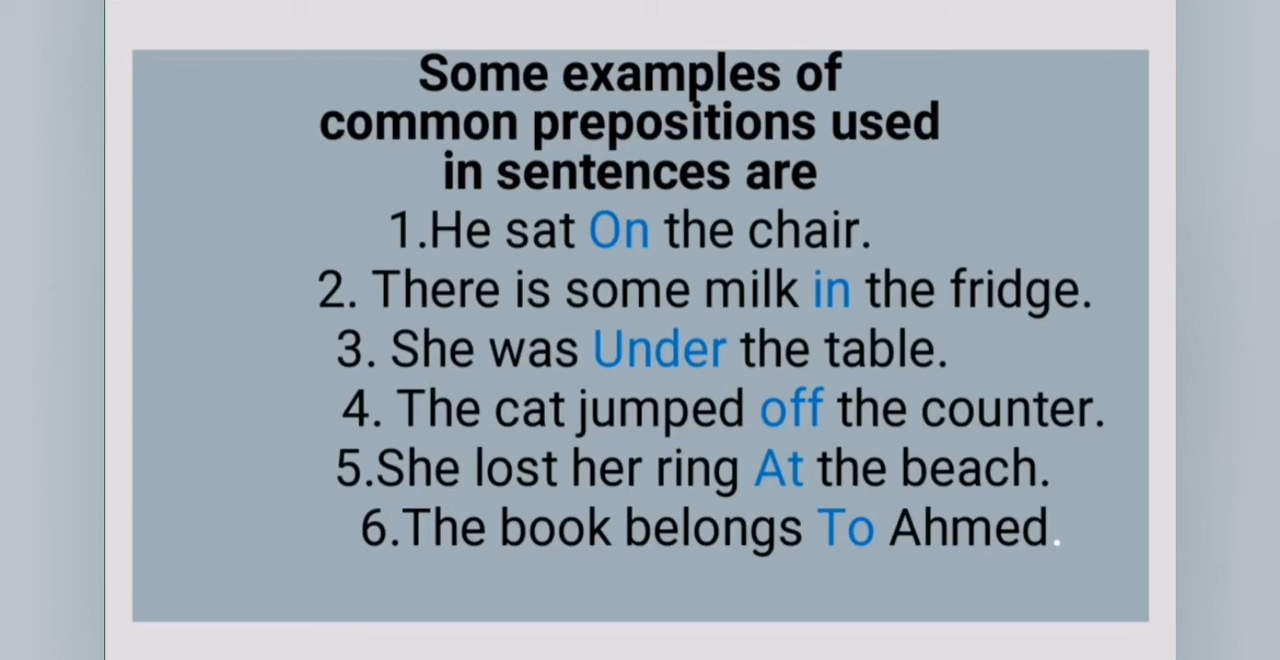 Some examples of
common prepositions used
in sentences are
1.He sat On the chair.
2. There is some milk in the fridge.
3. She was Under the table.
4. The cat jumped off the counter.
5.She lost her ring At the beach.
6.The book belongs To Ahmed.